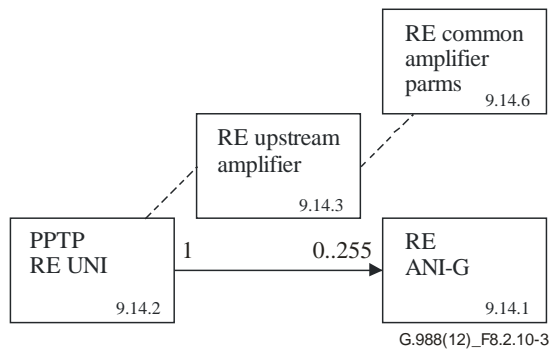 RE common
amplifier
parms
9.14.6
RE upstream
amplifier
9.14.3
PPTP
RE UNI
9.14.2
1
0..255
RE
ANI-G
9.14.1
G.988(12)_F8.2.10-3